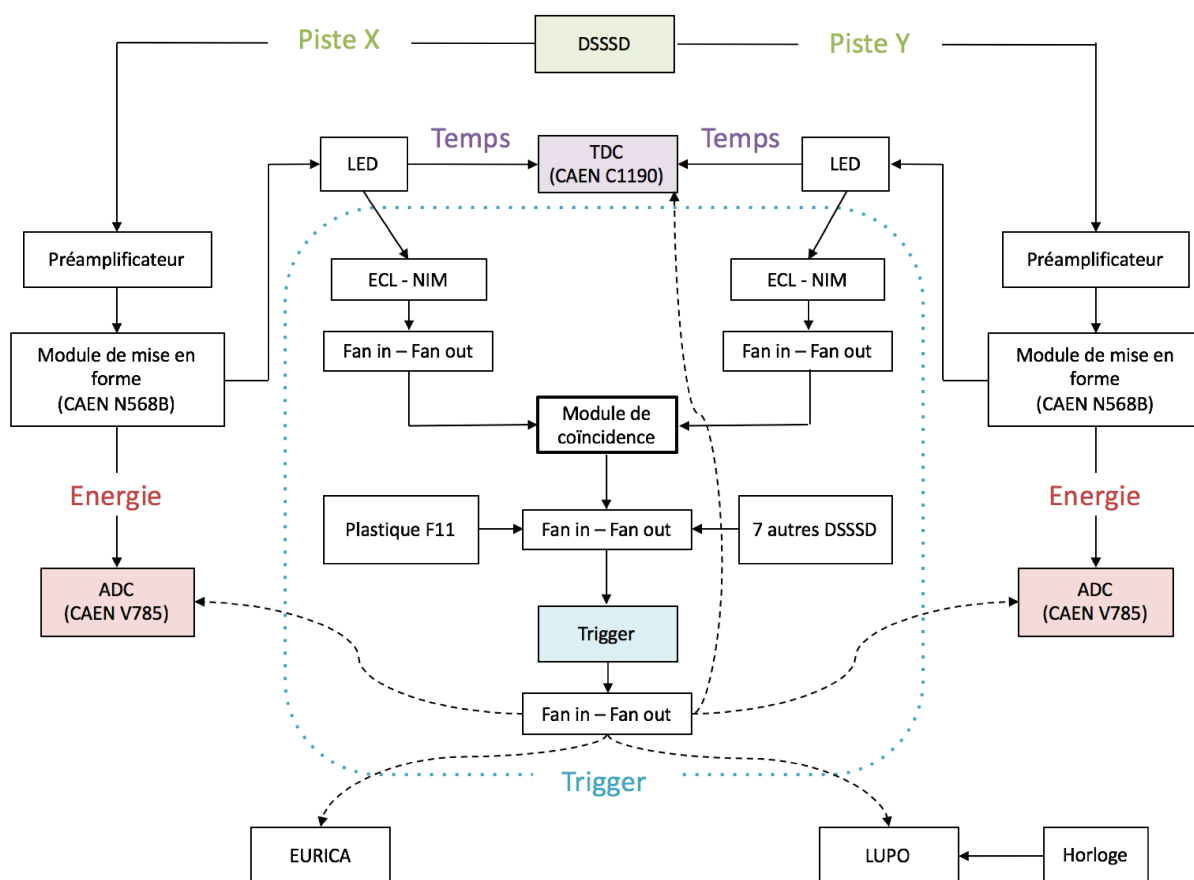 Piste X
DSSSD
Piste Y
Temps
Temps
LED
TDC
(CAEN C1190)
LED
Préamplificateur
ECL - NIM
ECL - NIM
Préamplificateur
Module de mise en
forme
(CAEN N568B)
Fan in – Fan out
Fan in – Fan out
Module de mise en
forme
(CAEN N568B)
Module de
coïncidence
Energie
Energie
Plastique F11
Fan in – Fan out
7 autres DSSSD
ADC
(CAEN V785)
ADC
(CAEN V785)
Trigger
Fan in – Fan out
Trigger
EURICA
LUPO
Horloge